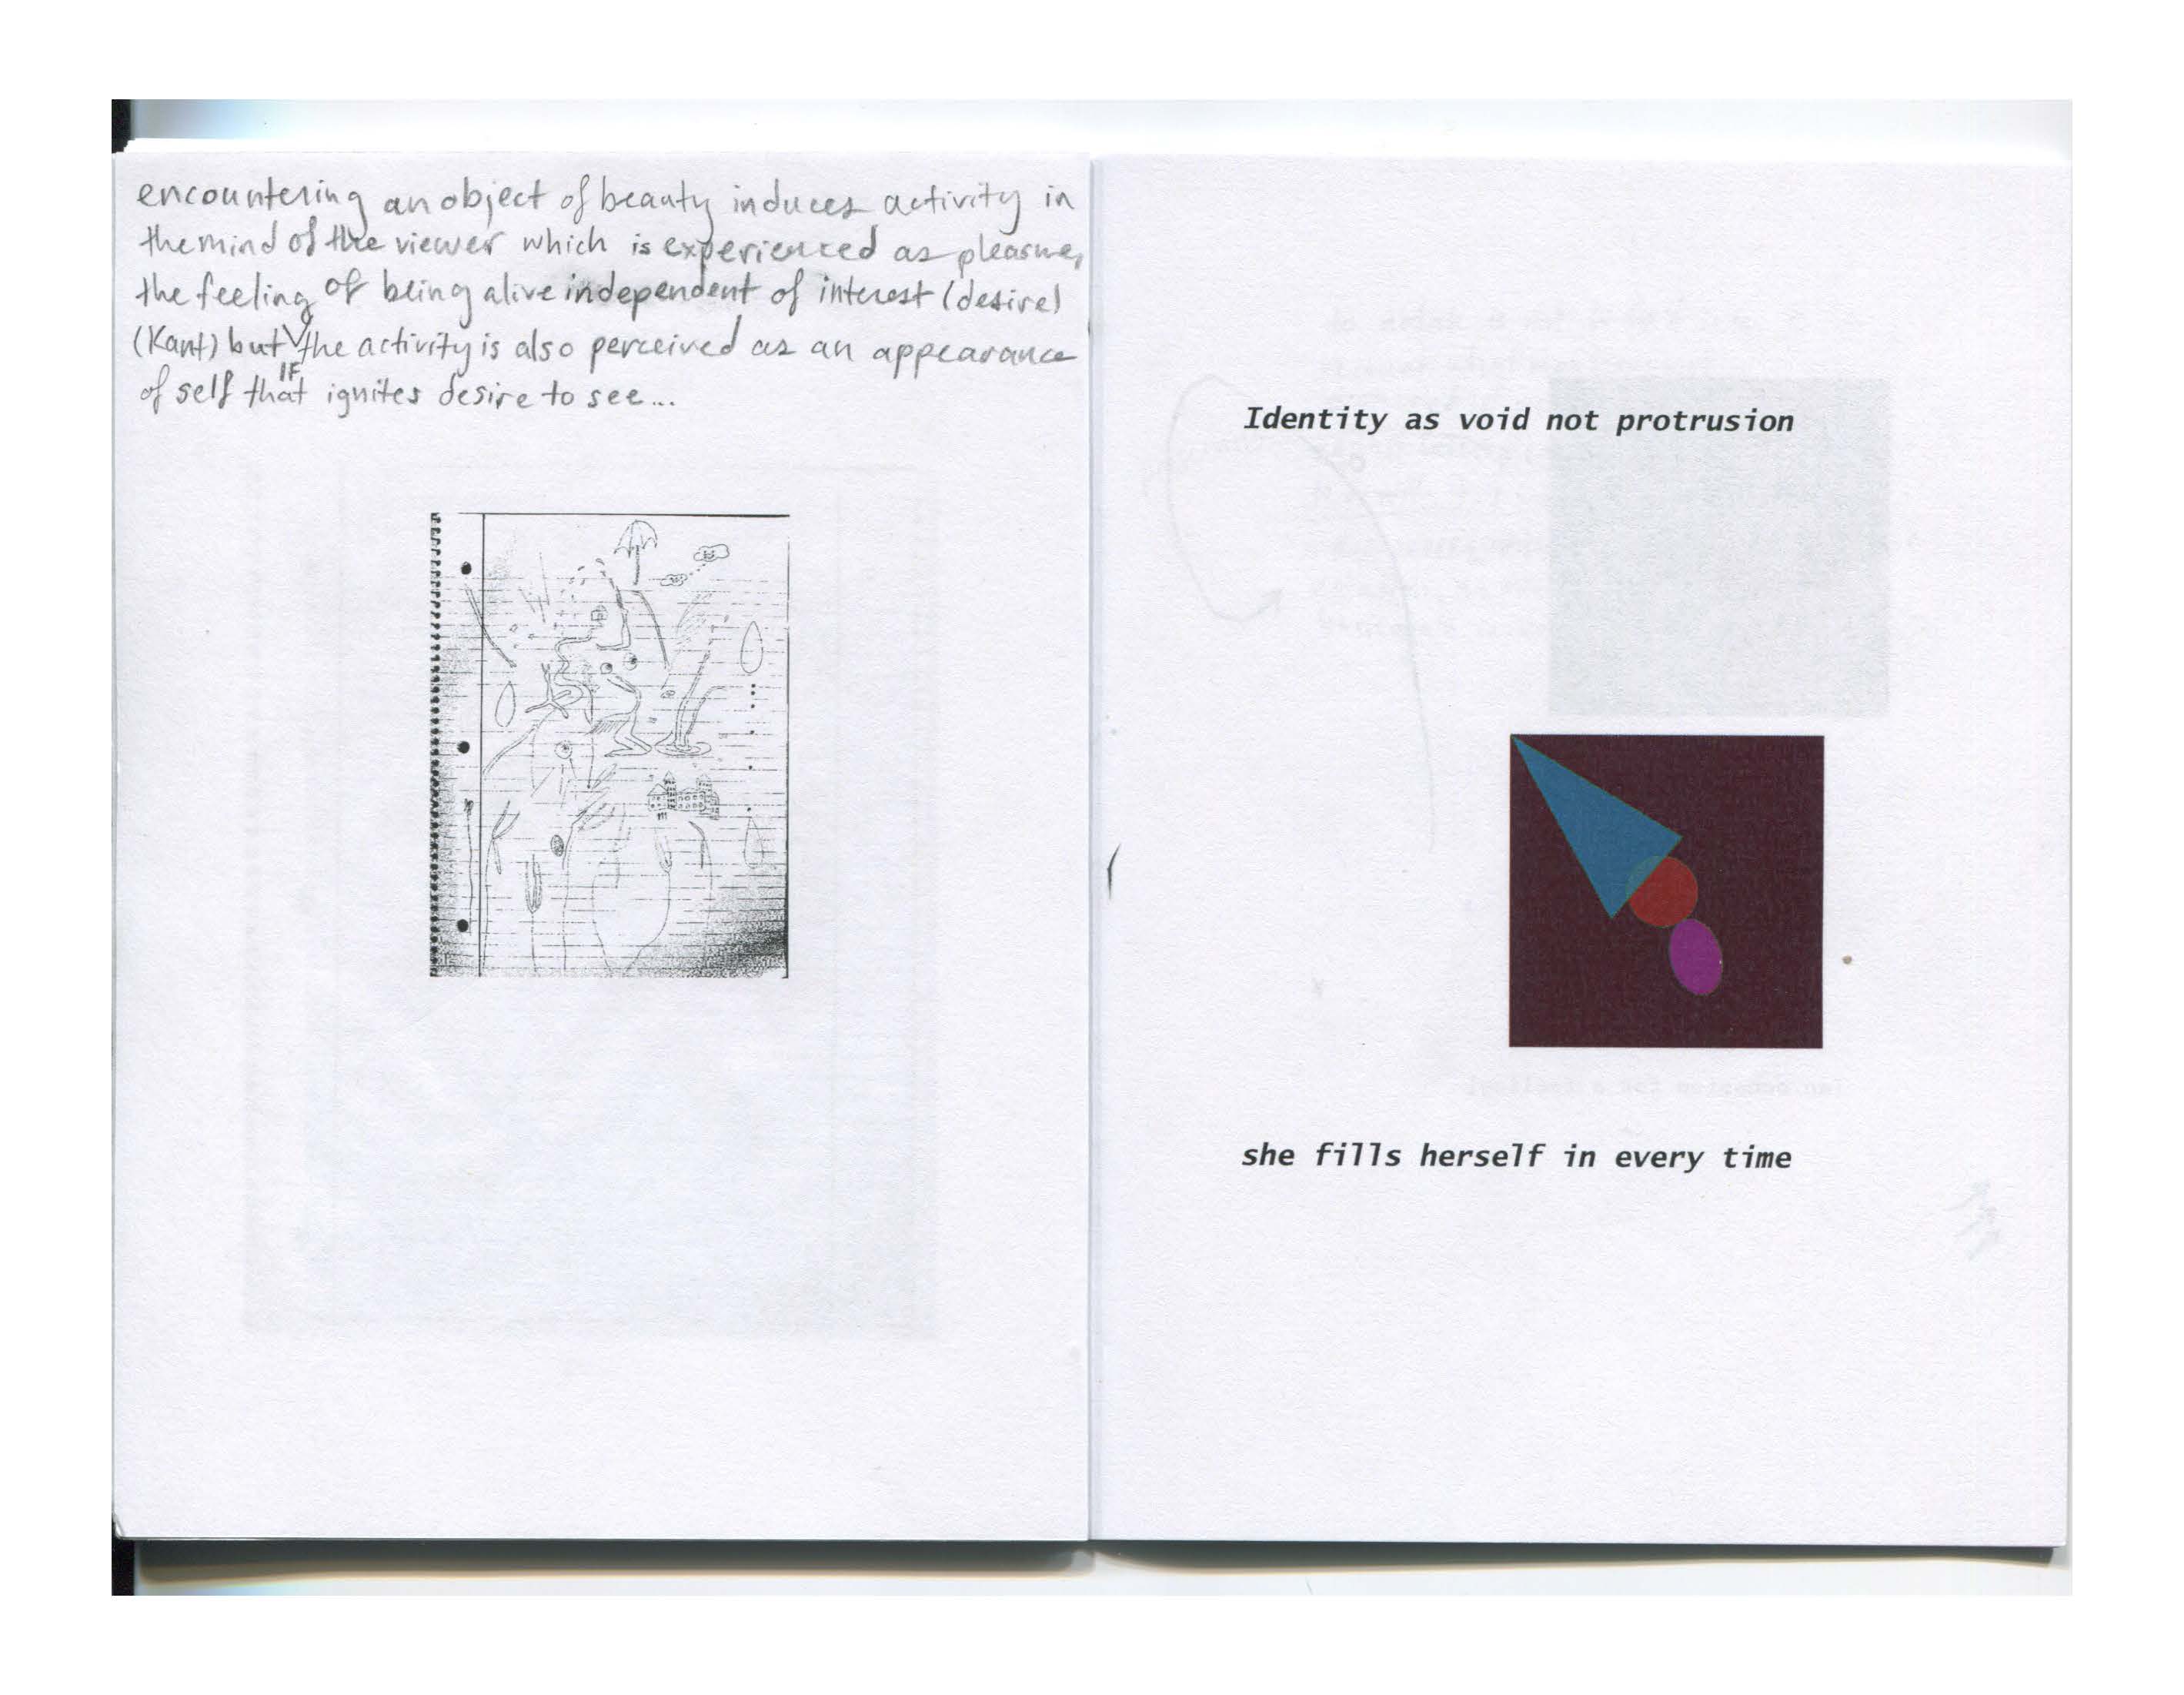 encountering an object of beauty induces activity in
the mind of the viewer which is experienced as pleasure,
the feeling of being alive independent of interest (desire)
(Kant) but IF the activity is also perceived as an appearance
of self that ignites desire to see...
Identity as void not protrusion
she fills herself in every time